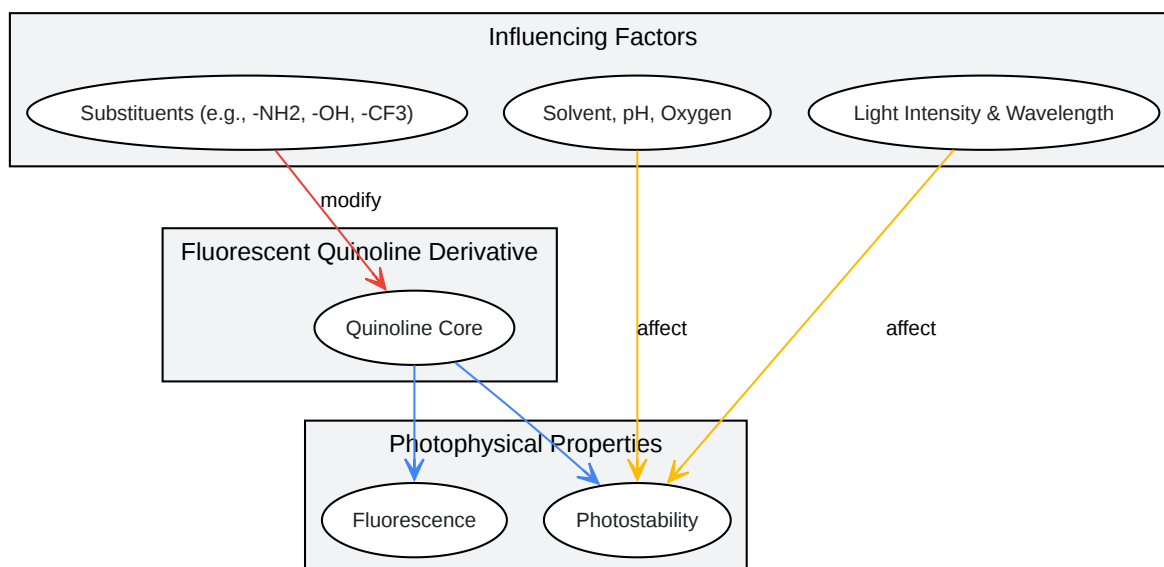 Influencing Factors
Substituents (e.g., -NH2, -OH, -CF3)
Solvent, pH, Oxygen
Light Intensity & Wavelength
modify
Fluorescent Quinoline Derivative
Quinoline Core
affect
affect
Photophysical Properties
Fluorescence
Photostability